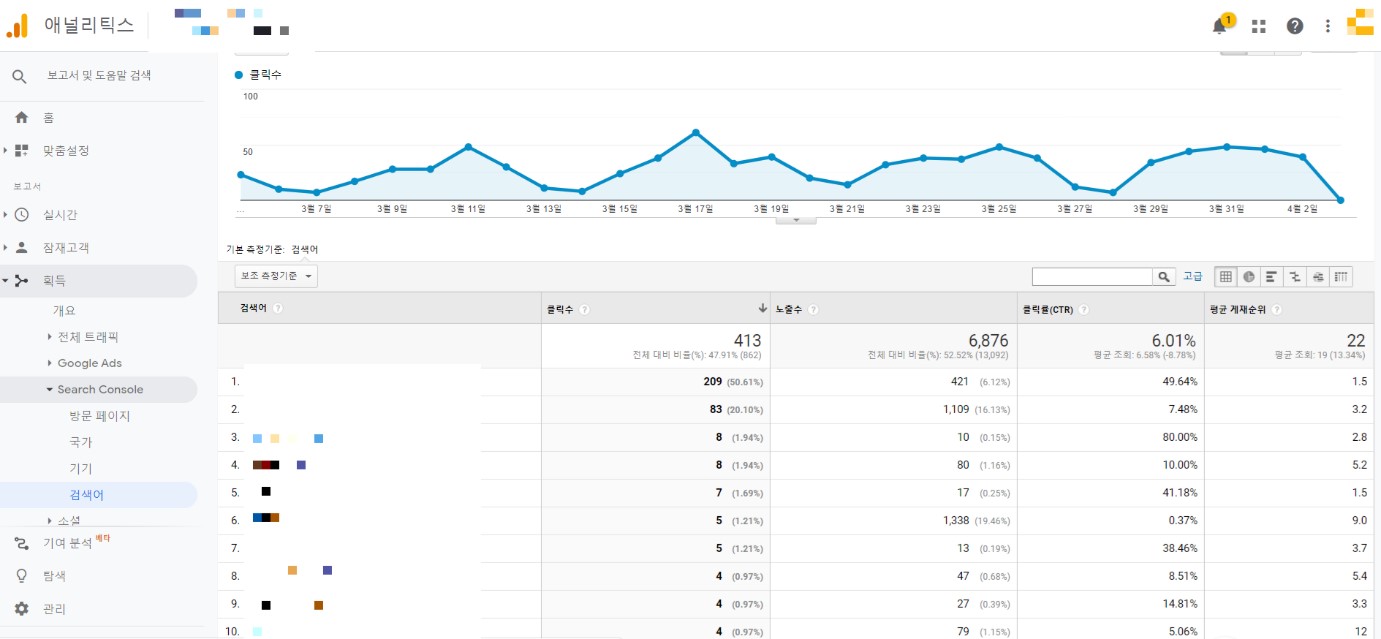 애널리틱스
1
보고서 및 도움말 검색
홈
맞춤설정
보고서
실시간
잠재고객
획득
개요
전체 트래픽
Google Ads
Search Console
방문 페이지
국가
기기
검색어
소셜
기여 분석 베타
탐색
관리
클릭수
100
50
... 3월 7일 3월 9일 3월 11일 3월 13일 3월 15일 3월 17일 3월 19일 3월 21일 3월 23일 3월 25일 3월 27일 3월 29일 3월 31일 4월 2일
기본 측정기준: 검색어
보조 측정기준 고급
검색어 ? 클릭수 ? 노출수 ? 클릭률(CTR) ? 평균 게재순위 ?
413 6,876 6.01% 22
전체 대비 비율(%): 47.91% (862) 전체 대비 비율(%): 52.52% (13,092) 평균 조회: 6.58% (-8.78%) 평균 조회: 19 (13.34%)
1. 209 (50.61%) 421 (6.12%) 49.64% 1.5
2. 83 (20.10%) 1,109 (16.13%) 7.48% 3.2
3. 8 (1.94%) 10 (0.15%) 80.00% 2.8
4. 8 (1.94%) 80 (1.16%) 10.00% 5.2
5. 7 (1.69%) 17 (0.25%) 41.18% 1.5
6. 5 (1.21%) 1,338 (19.46%) 0.37% 9.0
7. 5 (1.21%) 13 (0.19%) 38.46% 3.7
8. 4 (0.97%) 47 (0.68%) 8.51% 5.4
9. 4 (0.97%) 27 (0.39%) 14.81% 3.3
10. 4 (0.97%) 79 (1.15%) 5.06% 12